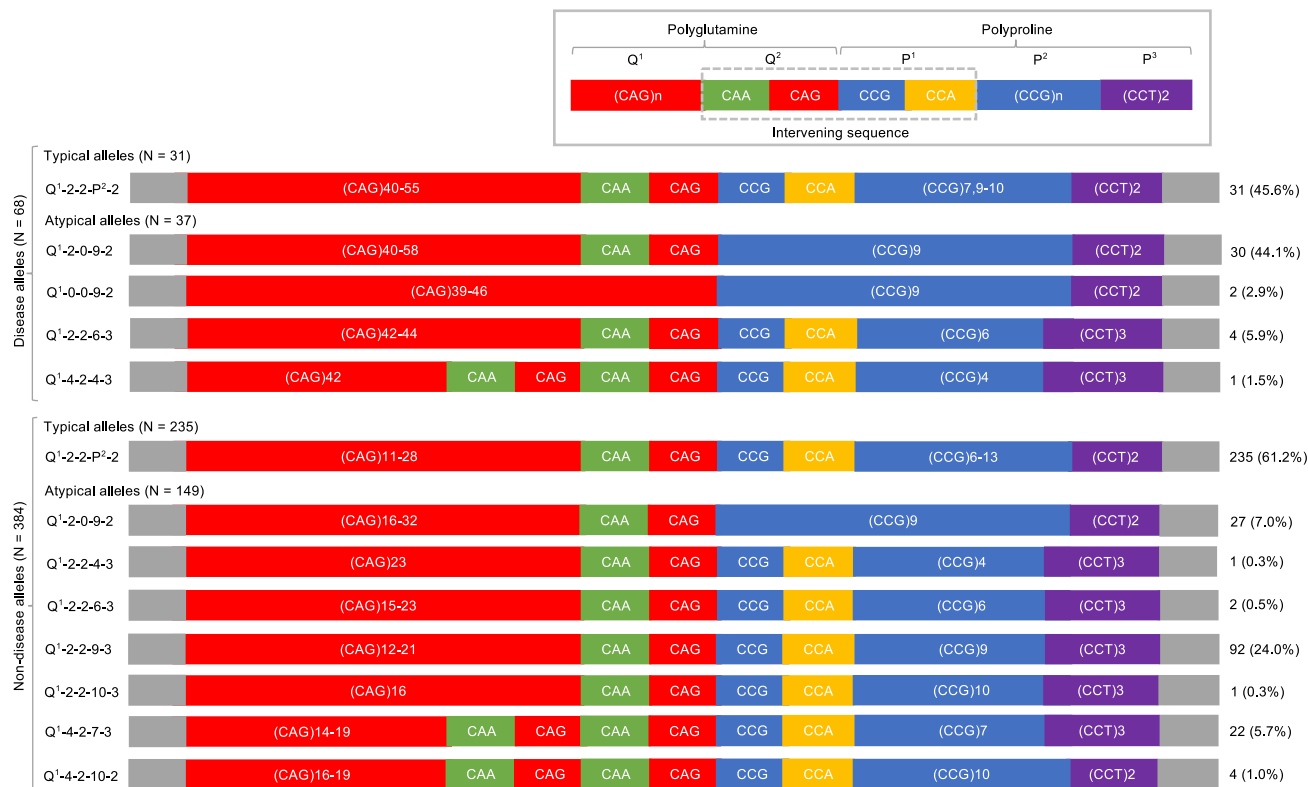 Polyglutamine Polyproline
Q¹ Q² P¹ P² P³
(CAG)n CAA CAG CCG CCA (CCG)n (CCT)2
Intervening sequence
Disease alleles (N = 68)
Typical alleles (N = 31)
Q¹-2-2-P²-2 (CAG)40-55 CAA CAG CCG CCA (CCG)7,9-10 (CCT)2 31 (45.6%)
Atypical alleles (N = 37)
Q¹-2-0-9-2 (CAG)40-58 CAA CAG (CCG)9 (CCT)2 30 (44.1%)
Q¹-0-0-9-2 (CAG)39-46 (CCG)9 (CCT)2 2 (2.9%)
Q¹-2-2-6-3 (CAG)42-44 CAA CAG CCG CCA (CCG)6 (CCT)3 4 (5.9%)
Q¹-4-2-4-3 (CAG)42 CAA CAG CAA CAG CCG CCA (CCG)4 (CCT)3 1 (1.5%)
Non-disease alleles (N = 384)
Typical alleles (N = 235)
Q¹-2-2-P²-2 (CAG)11-28 CAA CAG CCG CCA (CCG)6-13 (CCT)2 235 (61.2%)
Atypical alleles (N = 149)
Q¹-2-0-9-2 (CAG)16-32 CAA CAG (CCG)9 (CCT)2 27 (7.0%)
Q¹-2-2-4-3 (CAG)23 CAA CAG CCG CCA (CCG)4 (CCT)3 1 (0.3%)
Q¹-2-2-6-3 (CAG)15-23 CAA CAG CCG CCA (CCG)6 (CCT)3 2 (0.5%)
Q¹-2-2-9-3 (CAG)12-21 CAA CAG CCG CCA (CCG)9 (CCT)3 92 (24.0%)
Q¹-2-2-10-3 (CAG)16 CAA CAG CCG CCA (CCG)10 (CCT)3 1 (0.3%)
Q¹-4-2-7-3 (CAG)14-19 CAA CAG CAA CAG CCG CCA (CCG)7 (CCT)3 22 (5.7%)
Q¹-4-2-10-2 (CAG)16-19 CAA CAG CAA CAG CCG CCA (CCG)10 (CCT)2 4 (1.0%)